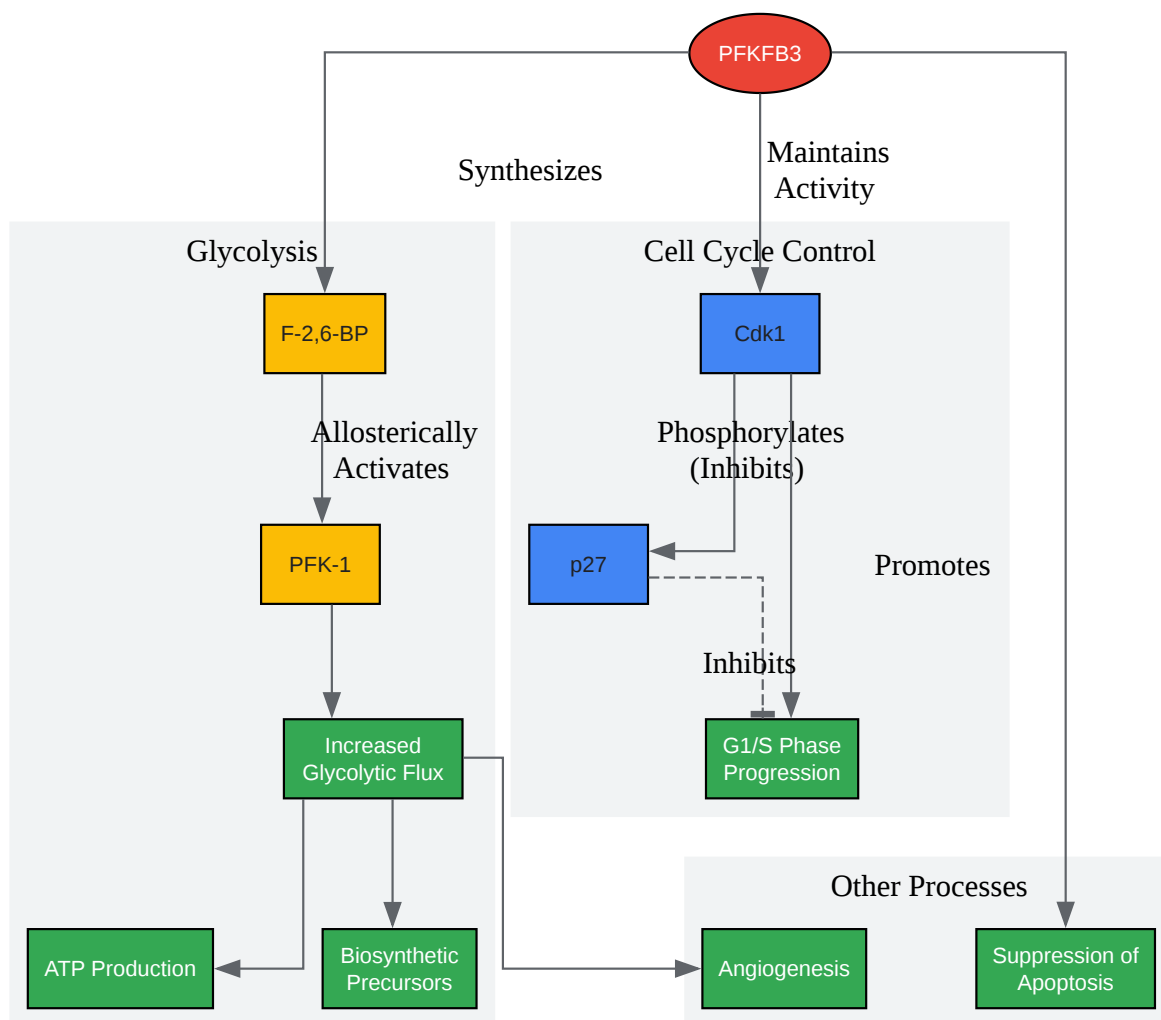 PFKFB3
Synthesizes
Maintains
Activity
Glycolysis
Cell Cycle Control
F-2,6-BP
Cdk1
Allosterically
Activates
Phosphorylates
(Inhibits)
PFK-1
p27
Promotes
Inhibits
Increased
Glycolytic Flux
G1/S Phase
Progression
Other Processes
ATP Production
Biosynthetic
Precursors
Angiogenesis
Suppression of
Apoptosis